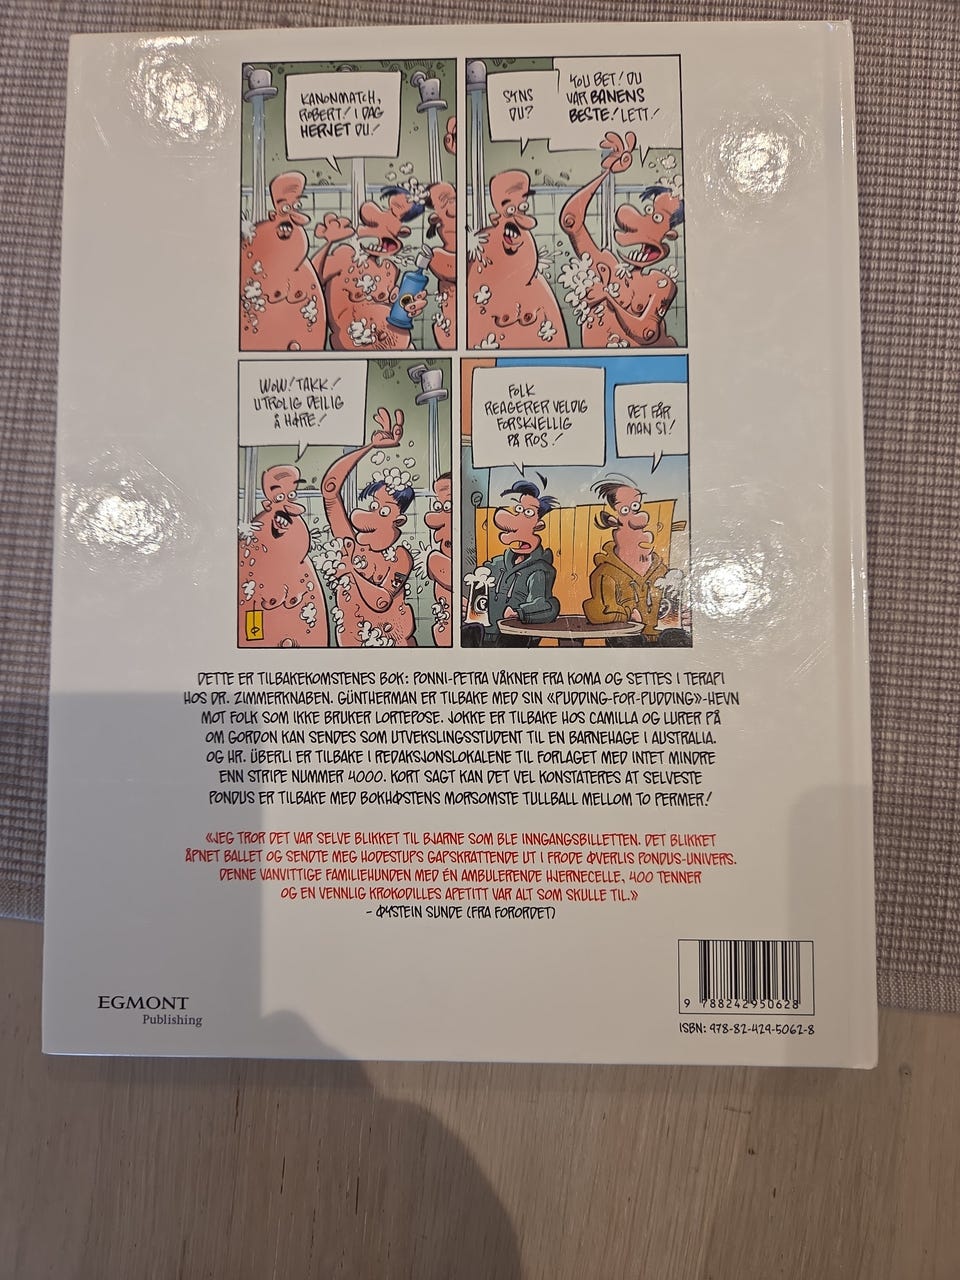 KANONMATCH,
ROBERT! I DAG
HERJET DU!
SYNS
DU?
YOU BET! DU
VAR BANENS
BESTE! LETT!
WOW! TAKK!
UTROLIG DEILIG
Å HØRE!
FOLK
REAGERER VELDIG
FORSKJELLIG
PÅ ROS!
DET FÅR
MAN SI!
DETTE ER TILBAKEKOMSTENES BOK: PONNI-PETRA VÅKNER FRA KOMA OG SETTES I TERAPI
HOS DR. ZIMMERKNABEN. GÜNTHERMAN ER TILBAKE MED SIN «PUDDING-FOR-PUDDING»-HEVN
MOT FOLK SOM IKKE BRUKER LORTEPOSE. JOKKE ER TILBAKE HOS CAMILLA OG LURER PÅ
OM GORDON KAN SENDES SOM UTVEKSLINGSSTUDENT TIL EN BARNEHAGE I AUSTRALIA.
OG HR. ÜBERLI ER TILBAKE I REDAKSJONSLOKALENE TIL FORLAGET MED INTET MINDRE
ENN STRIPE NUMMER 4000. KORT SAGT KAN DET VEL KONSTATERES AT SELVESTE
PONDUS ER TILBAKE MED BOKHØSTENS MORSOMSTE TULLBALL MELLOM TO PERMER!
«JEG TROR DET VAR SELVE BLIKKET TIL BJARNE SOM BLE INNGANGSBILLETTEN. DET BLIKKET
ÅPNET BALLET OG SENDTE MEG HODESTUPS GAPSKRATTENDE UT I FRODE ØVERLIS PONDUS-UNIVERS.
DENNE VANVITTIGE FAMILIEHUNDEN MED ÉN AMBULERENDE HJERNECELLE, 400 TENNER
OG EN VENNLIG KROKODILLES APETITT VAR ALT SOM SKULLE TIL.»
- ØYSTEIN SUNDE (FRA FORORDET)
EGMONT
Publishing
9 788242 950628
ISBN: 978-82-429-5062-8